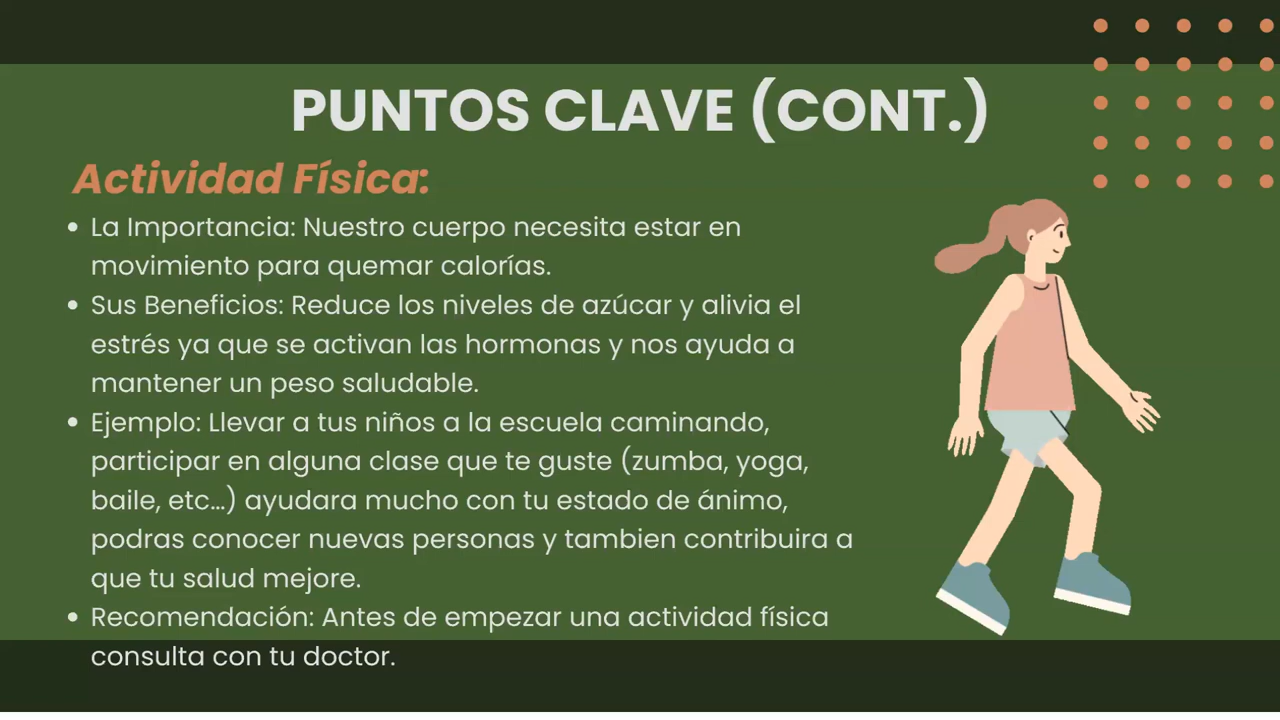 PUNTOS CLAVE (CONT.)
Actividad Física:
• La Importancia: Nuestro cuerpo necesita estar en
movimiento para quemar calorías.
• Sus Beneficios: Reduce los niveles de azúcar y alivia el
estrés ya que se activan las hormonas y nos ayuda a
mantener un peso saludable.
• Ejemplo: Llevar a tus niños a la escuela caminando,
participar en alguna clase que te guste (zumba, yoga,
baile, etc...) ayudara mucho con tu estado de ánimo,
podras conocer nuevas personas y tambien contribuira a
que tu salud mejore.
• Recomendación: Antes de empezar una actividad física
consulta con tu doctor.